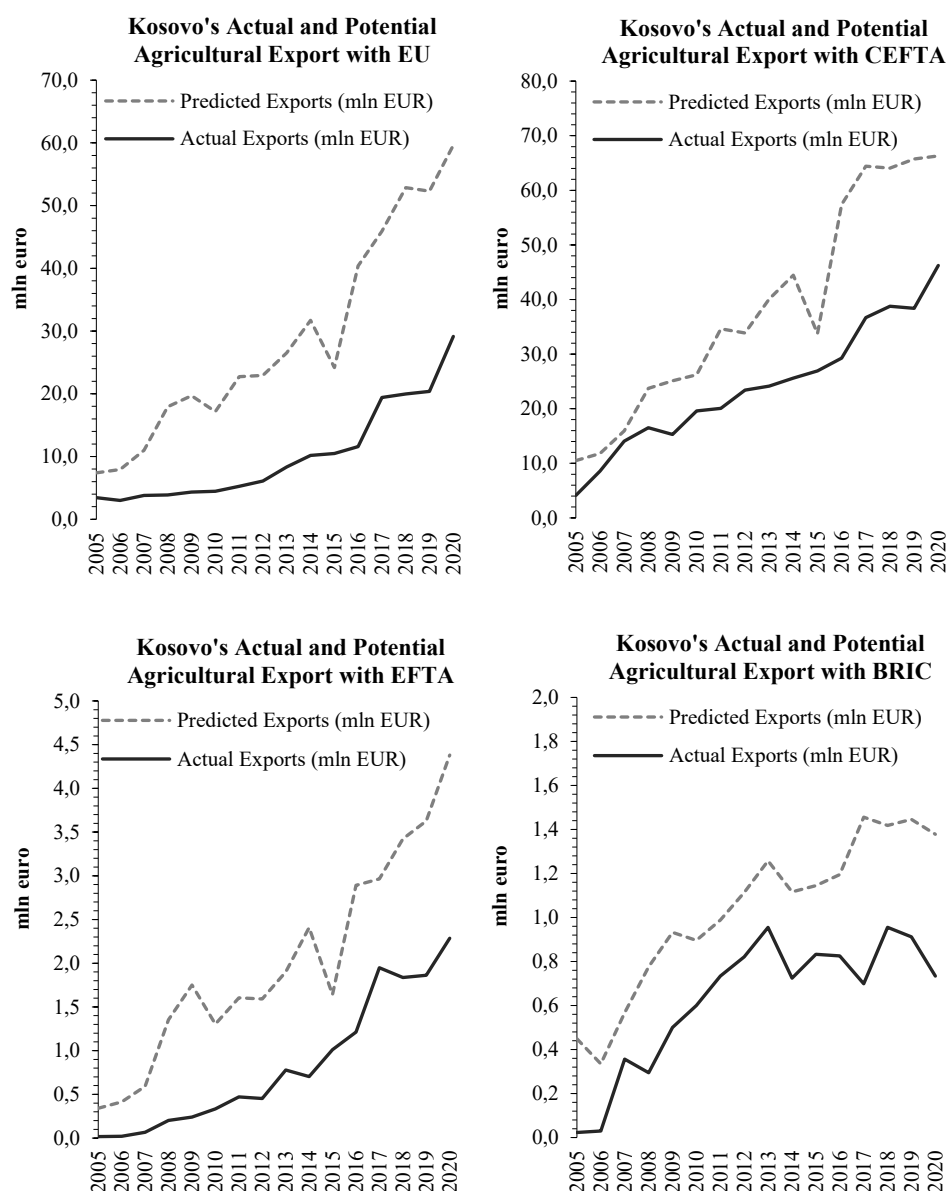 Kosovo's Actual and Potential
Agricultural Export with EU
70,0
60,0
50,0
40,0
30,0
20,0
10,0
0,0
mln euro
Predicted Exports (mln EUR)
Actual Exports (mln EUR)
2005 2006 2007 2008 2009 2010 2011 2012 2013 2014 2015 2016 2017 2018 2019 2020
Kosovo's Actual and Potential
Agricultural Export with CEFTA
80,0
70,0
60,0
50,0
40,0
30,0
20,0
10,0
0,0
mln euro
Predicted Exports (mln EUR)
Actual Exports (mln EUR)
2005 2006 2007 2008 2009 2010 2011 2012 2013 2014 2015 2016 2017 2018 2019 2020
Kosovo's Actual and Potential
Agricultural Export with EFTA
5,0
4,5
4,0
3,5
3,0
2,5
2,0
1,5
1,0
0,5
0,0
mln euro
Predicted Exports (mln EUR)
Actual Exports (mln EUR)
2005 2006 2007 2008 2009 2010 2011 2012 2013 2014 2015 2016 2017 2018 2019 2020
Kosovo's Actual and Potential
Agricultural Export with BRIC
2,0
1,8
1,6
1,4
1,2
1,0
0,8
0,6
0,4
0,2
0,0
mln euro
Predicted Exports (mln EUR)
Actual Exports (mln EUR)
2005 2006 2007 2008 2009 2010 2011 2012 2013 2014 2015 2016 2017 2018 2019 2020